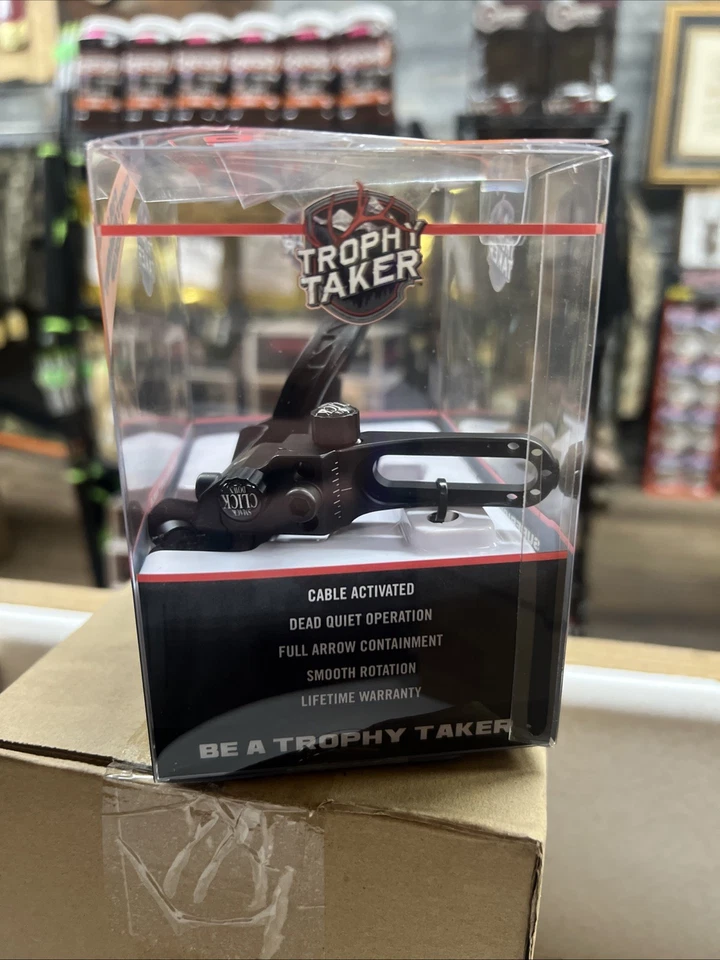 TROPHY
TAKER
CLICK
CABLE ACTIVATED
DEAD QUIET OPERATION
FULL ARROW CONTAINMENT
SMOOTH ROTATION
LIFETIME WARRANTY
BE A TROPHY TAKER